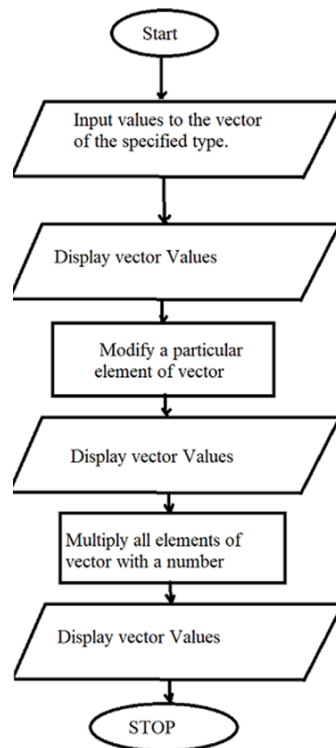 Start
Input values to the vector
of the specified type.
Display vector Values
Modify a particular
element of vector
Display vector Values
Multiply all elements of
vector with a number
Display vector Values
STOP